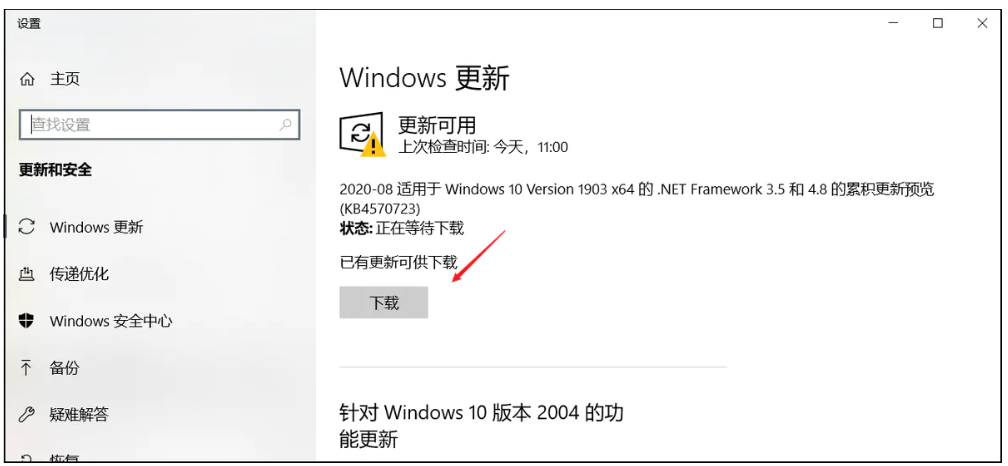 设置
主页
查找设置
更新和安全
Windows 更新
传递优化
Windows 安全中心
备份
疑难解答
恢复
Windows 更新
更新可用
上次检查时间: 今天，11:00
2020-08 适用于 Windows 10 Version 1903 x64 的 .NET Framework 3.5 和 4.8 的累积更新预览
(KB4570723)
状态: 正在等待下载
已有更新可供下载
下载
针对 Windows 10 版本 2004 的功
能更新